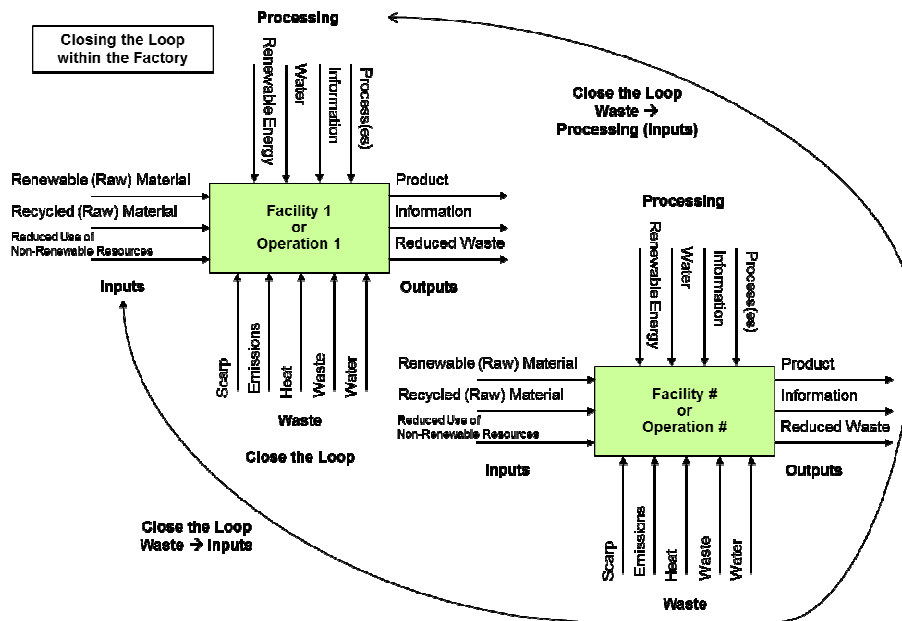 Closing the Loop
within the Factory
Processing
Renewable Energy
Water
Information
Process(es)
Close the Loop
Waste →
Processing (Inputs)
Renewable (Raw) Material
Recycled (Raw) Material
Reduced Use of
Non-Renewable Resources
Inputs
Facility 1
or
Operation 1
Product
Information
Reduced Waste
Outputs
Scarp
Emissions
Heat
Waste
Water
Waste
Close the Loop
Processing
Renewable Energy
Water
Information
Process(es)
Renewable (Raw) Material
Recycled (Raw) Material
Reduced Use of
Non-Renewable Resources
Inputs
Facility #
or
Operation #
Product
Information
Reduced Waste
Outputs
Scarp
Emissions
Heat
Waste
Water
Waste
Close the Loop
Waste → Inputs